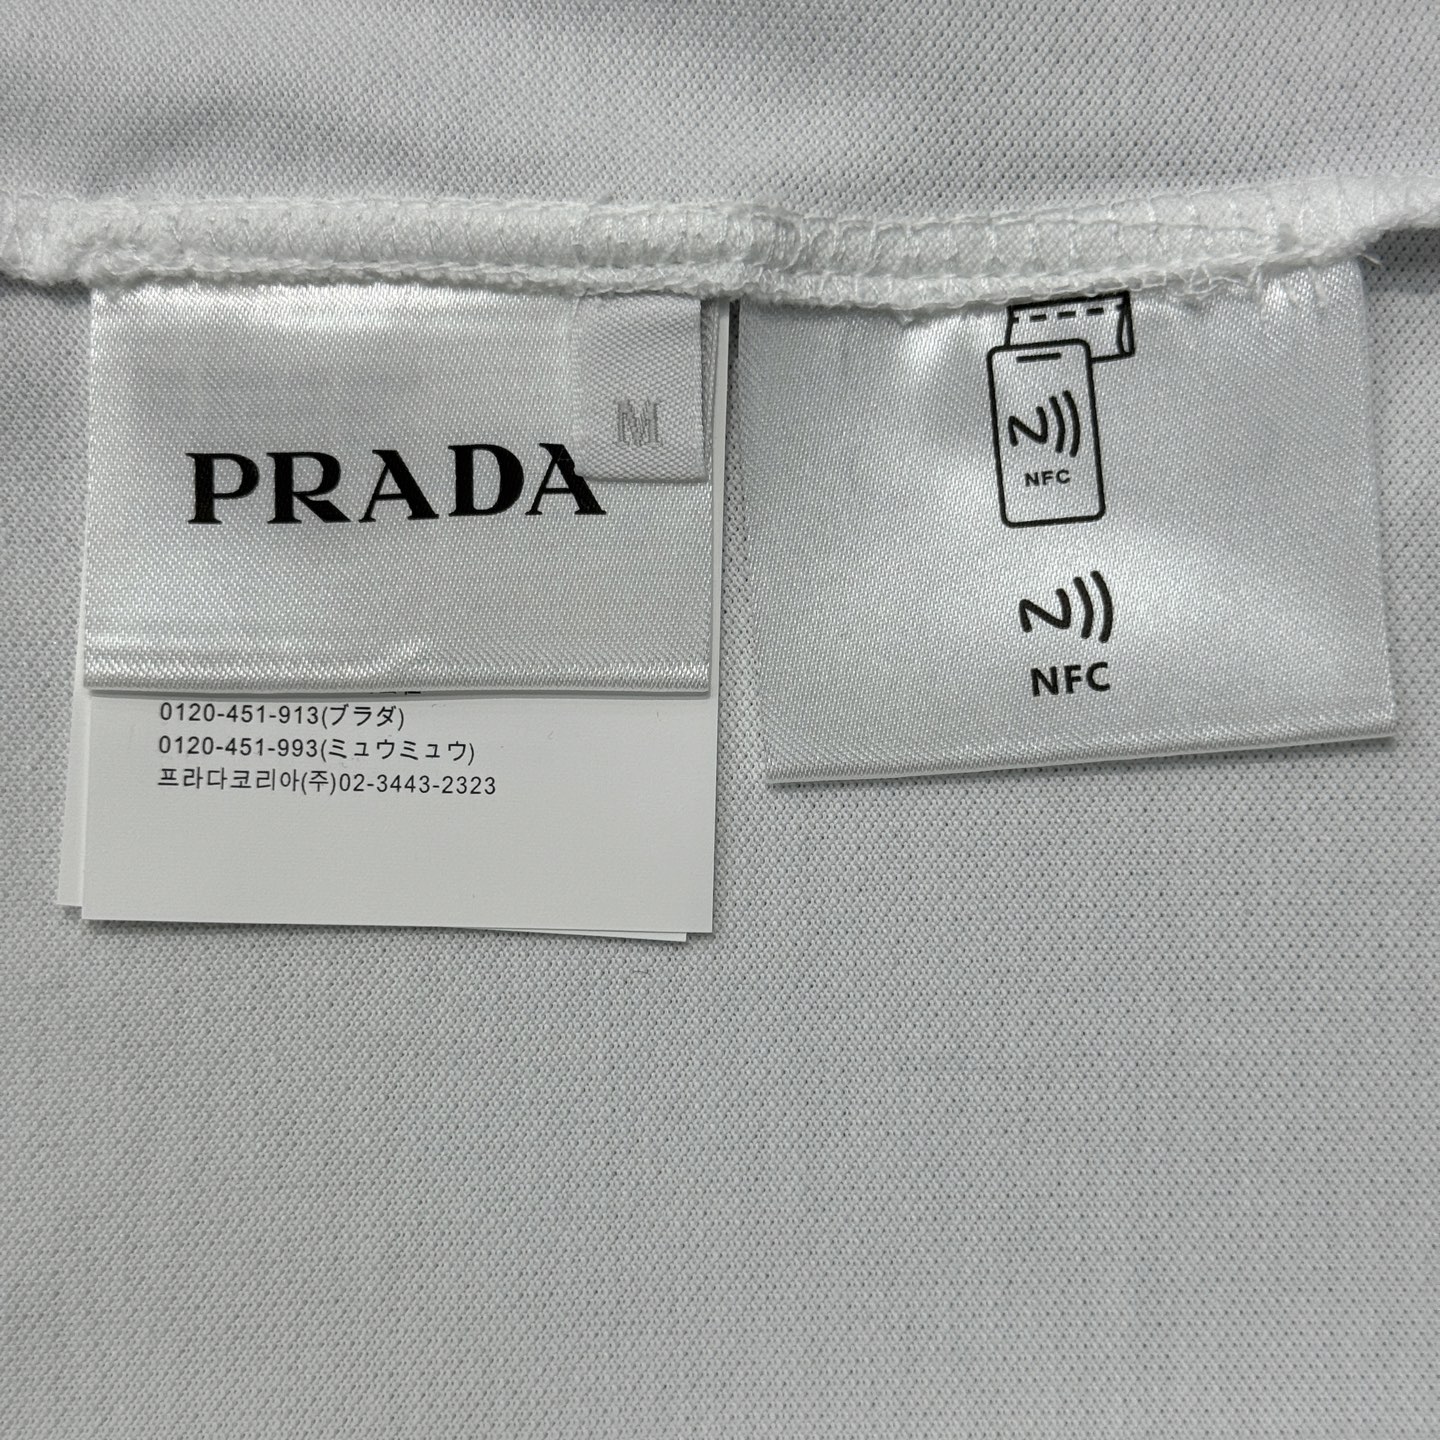 PRADA
M
0120-451-913(プラダ)
0120-451-993(ミュウミュウ)
프라다코리아(주)02-3443-2323
NFC
NFC